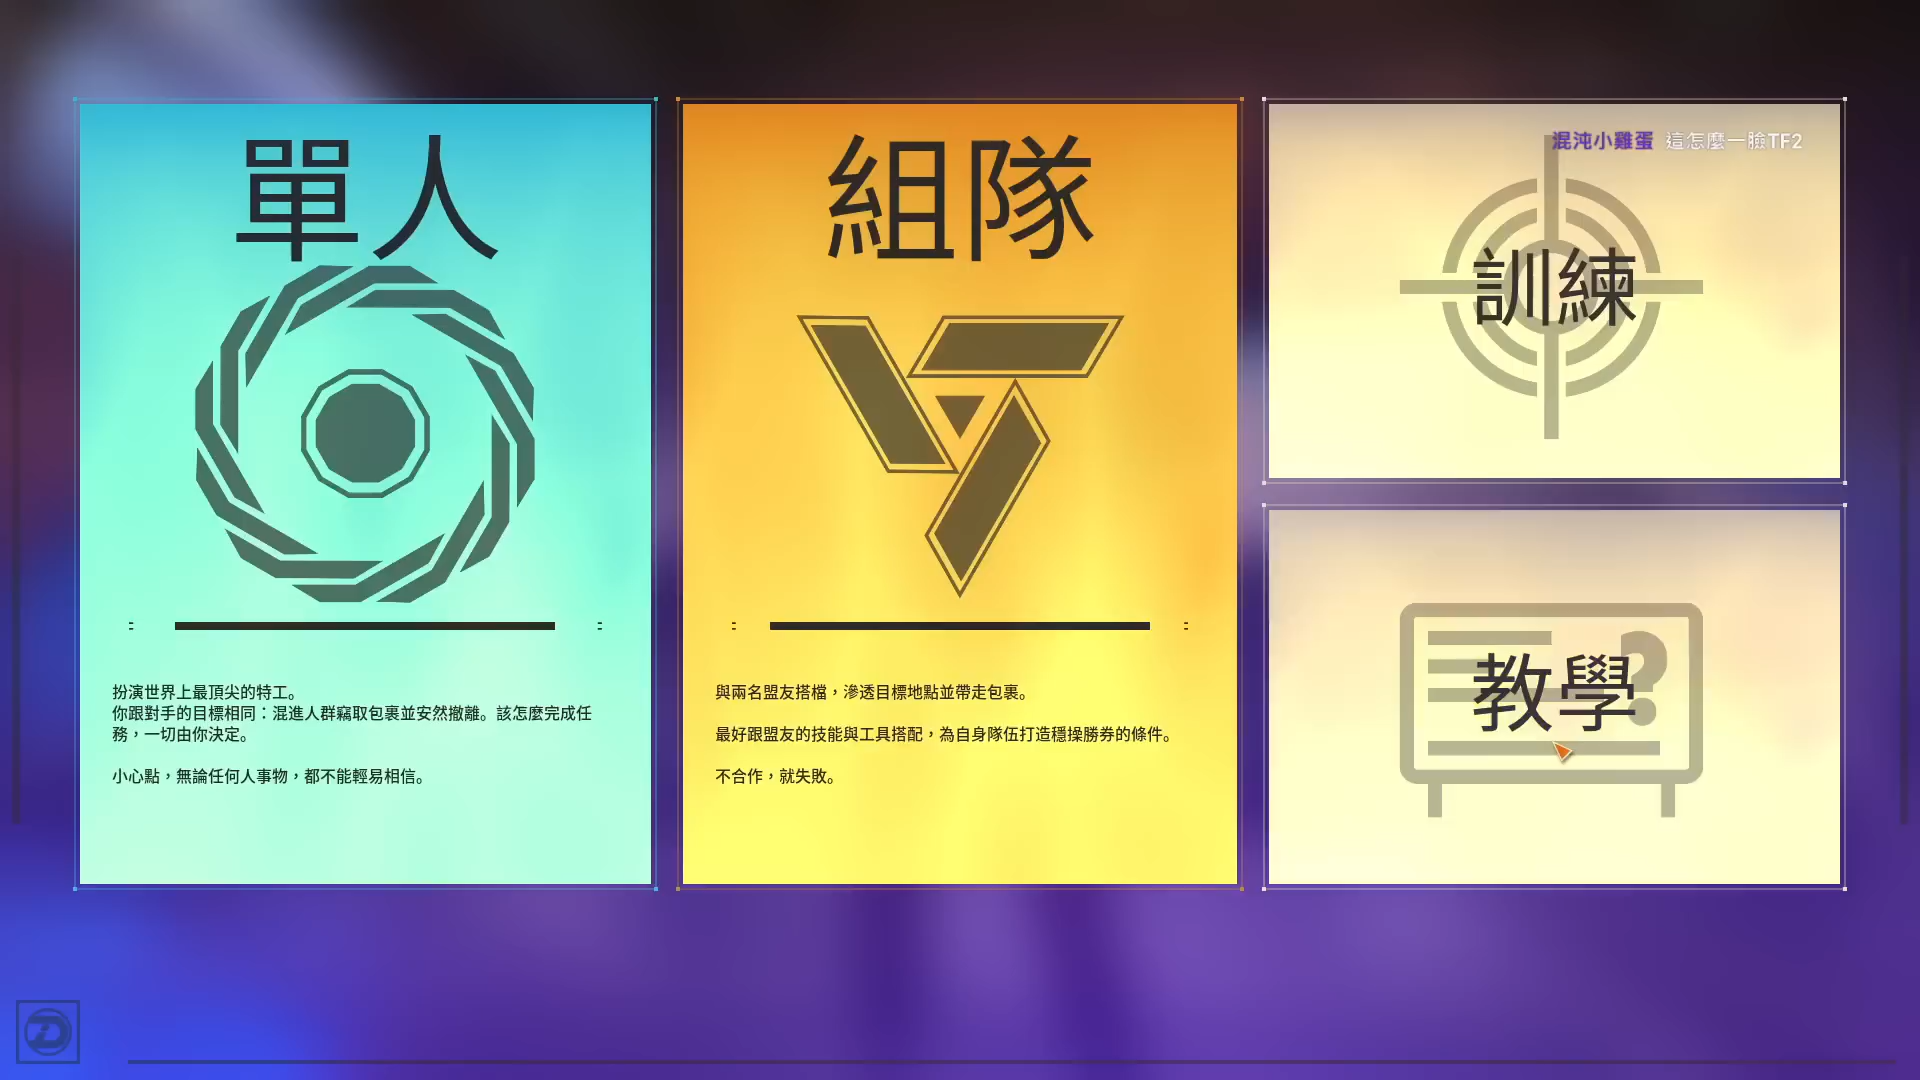 單人
扮演世界上最頂尖的特工。
你跟對手的目標相同：混進人群竊取包裹並安然撤離。該怎麼完成任
務，一切由你決定。
小心點，無論任何人事物，都不能輕易相信。
組隊
與兩名盟友搭檔，滲透目標地點並帶走包裹。
最好跟盟友的技能與工具搭配，為自身隊伍打造穩操勝券的條件。
不合作，就失敗。
混沌小雞蛋 這怎麼一臉TF2
訓練
教學